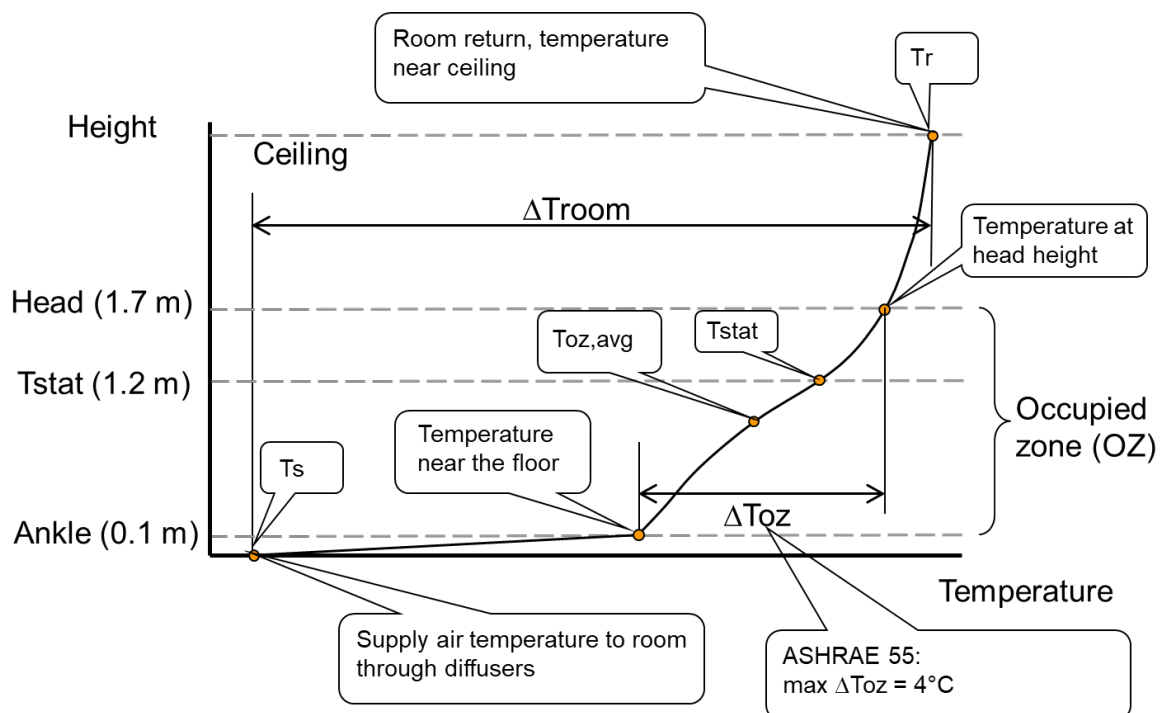 Room return, temperature
near ceiling
Tr
Height
Ceiling
ΔTroom
Temperature at
head height
Head (1.7 m)
Toz,avg
Tstat
Tstat (1.2 m)
Occupied
zone (OZ)
Temperature
near the floor
Ts
ΔToz
Ankle (0.1 m)
Temperature
Supply air temperature to room
through diffusers
ASHRAE 55:
max ΔToz = 4°C